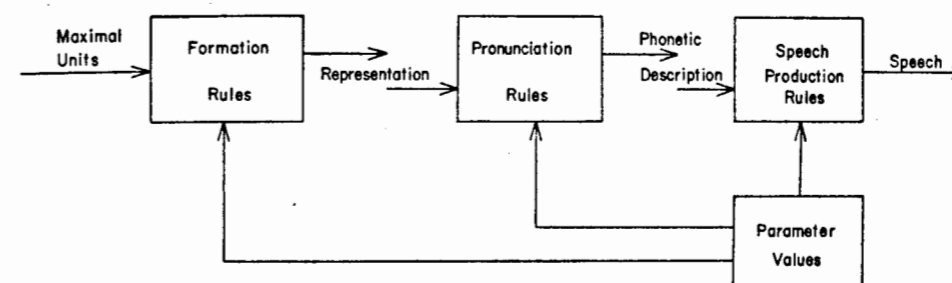 Maximal
Units
Formation
Rules
Representation
Pronunciation
Rules
Phonetic
Description
Speech
Production
Rules
Speech
Parameter
Values